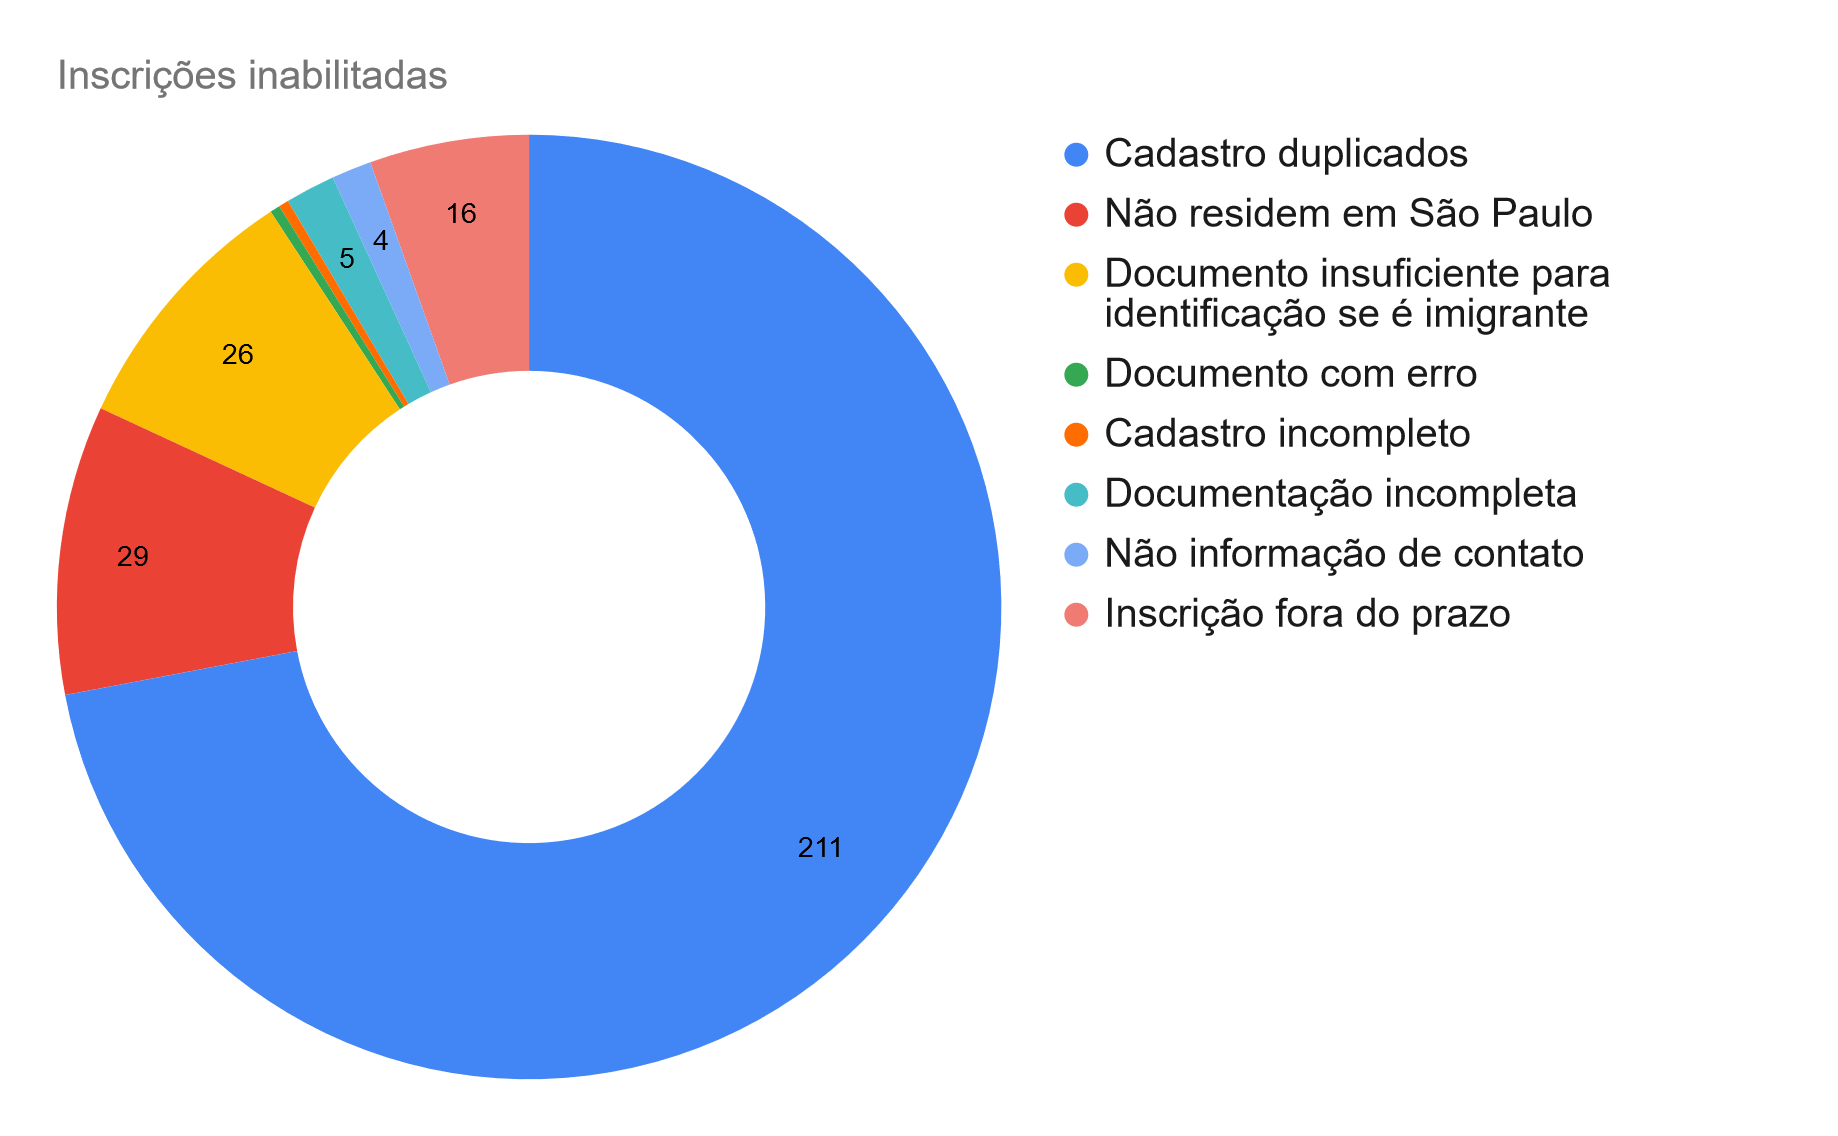 Inscrições inabilitadas
16
4
5
26
29
211
Cadastro duplicados
Não residem em São Paulo
Documento insuficiente para
identificação se é imigrante
Documento com erro
Cadastro incompleto
Documentação incompleta
Não informação de contato
Inscrição fora do prazo